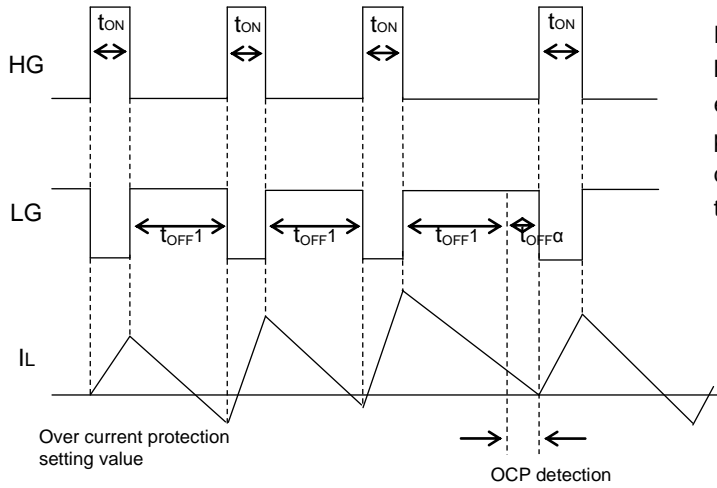 tON tON tON tON
HG
LG
tOFF1 tOFF1 tOFF1 tOFFα
IL
Over current protection
setting value
OCP detection